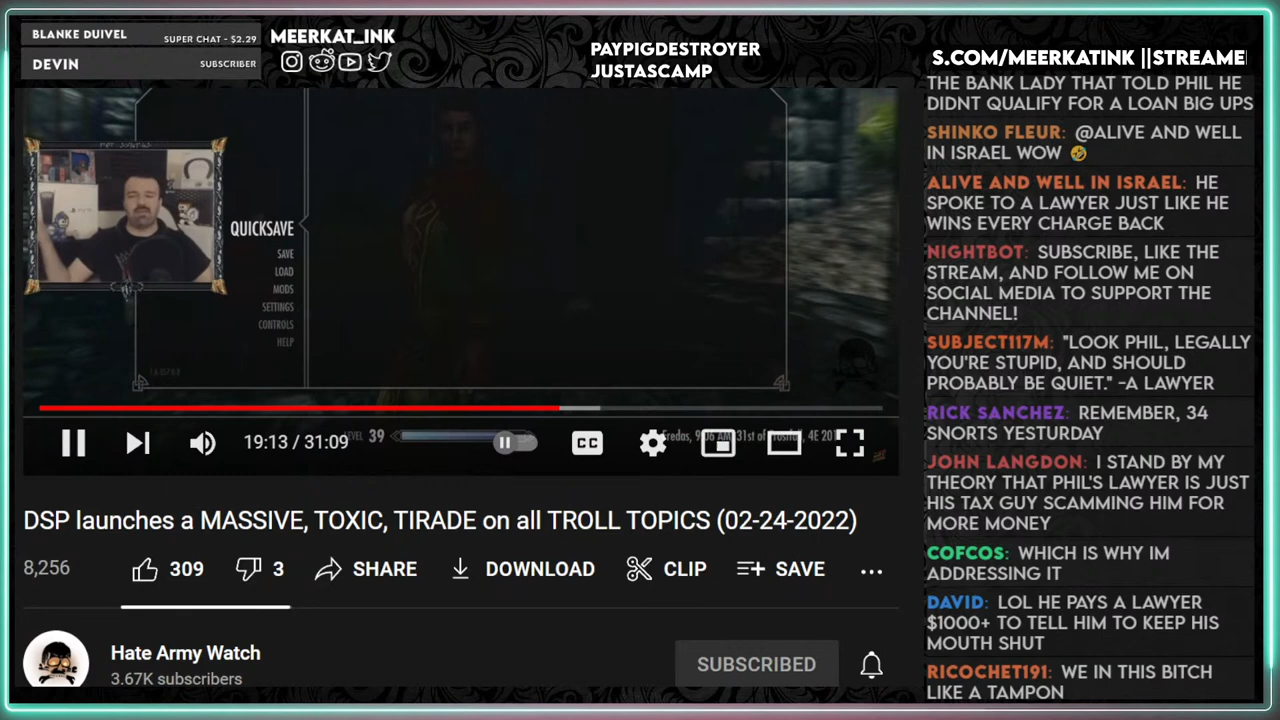 BLANKE DUIVEL
SUPER CHAT - $2.29
DEVIN
SUBSCRIBER
MEERKAT_INK
PAYPIGDESTROYER
JUSTASCAMP
S.COM/MEERKATINK ||STREAME
QUICKSAVE
SAVE
LOAD
MODS
SETTINGS
CONTROLS
HELP
19:13 / 31:09
LEVEL 39
CC
DSP launches a MASSIVE, TOXIC, TIRADE on all TROLL TOPICS (02-24-2022)
8,256
309
3
SHARE
DOWNLOAD
CLIP
SAVE
Hate Army Watch
3.67K subscribers
SUBSCRIBED
THE BANK LADY THAT TOLD PHIL HE
DIDNT QUALIFY FOR A LOAN BIG UPS
SHINKO FLEUR: @ALIVE AND WELL
IN ISRAEL WOW 🤣
ALIVE AND WELL IN ISRAEL: HE
SPOKE TO A LAWYER JUST LIKE HE
WINS EVERY CHARGE BACK
NIGHTBOT: SUBSCRIBE, LIKE THE
STREAM, AND FOLLOW ME ON
SOCIAL MEDIA TO SUPPORT THE
CHANNEL!
SUBJECT117M: "LOOK PHIL, LEGALLY
YOU'RE STUPID, AND SHOULD
PROBABLY BE QUIET." -A LAWYER
RICK SANCHEZ: REMEMBER, 34
SNORTS YESTURDAY
JOHN LANGDON: I STAND BY MY
THEORY THAT PHIL'S LAWYER IS JUST
HIS TAX GUY SCAMMING HIM FOR
MORE MONEY
COFCOS: WHICH IS WHY IM
ADDRESSING IT
DAVID: LOL HE PAYS A LAWYER
$1000+ TO TELL HIM TO KEEP HIS
MOUTH SHUT
RICOCHET191: WE IN THIS BITCH
LIKE A TAMPON